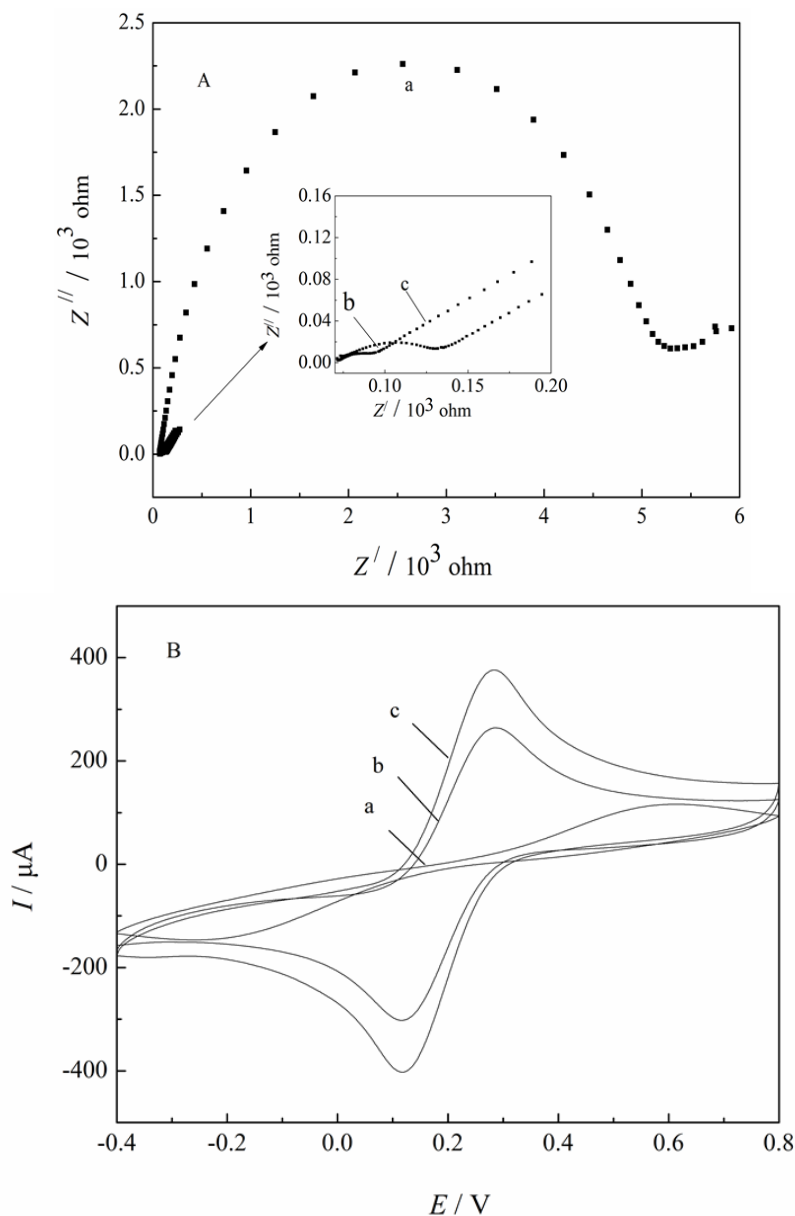 2.5
A
a
2.0
1.5
Z// / 10³ ohm
1.0
0.5
0.0
0.16
0.12
Z// / 10³ ohm
0.08
c
b
0.04
0.00
0.10 0.15 0.20
Z/ / 10³ ohm
0 1 2 3 4 5 6
Z/ / 10³ ohm
B
400
c
200
b
a
0
I / µA
-200
-400
-0.4 -0.2 0.0 0.2 0.4 0.6 0.8
E / V